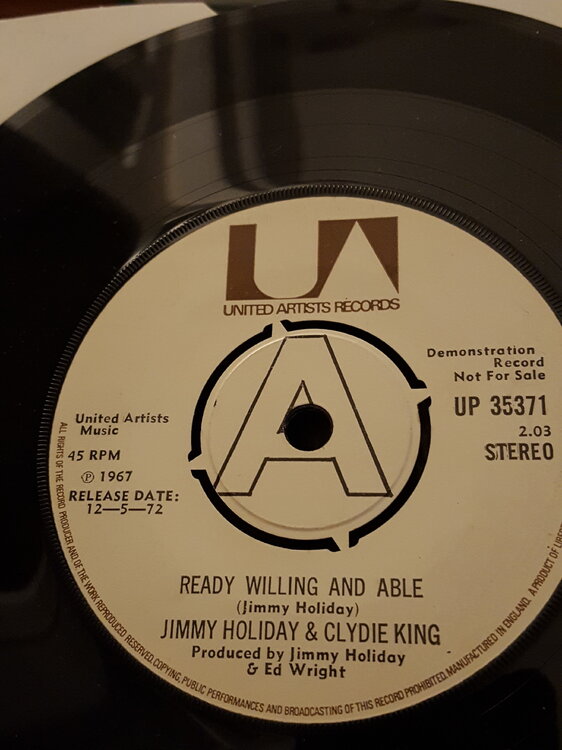 UA
UNITED ARTISTS RECORDS
A
Demonstration
Record
Not For Sale
UP 35371
2.03
STEREO
United Artists
Music
45 RPM
Ⓟ 1967
RELEASE DATE:
12—5—72
READY WILLING AND ABLE
(Jimmy Holiday)
JIMMY HOLIDAY & CLYDIE KING
Produced by Jimmy Holiday
& Ed Wright
ALL RIGHTS OF THE RECORD PRODUCER AND OF THE WORK REPRODUCED RESERVED. COPYING, PUBLIC PERFORMANCES AND BROADCASTING OF THIS RECORD PROHIBITED. MANUFACTURED IN ENGLAND. A PRODUCT OF